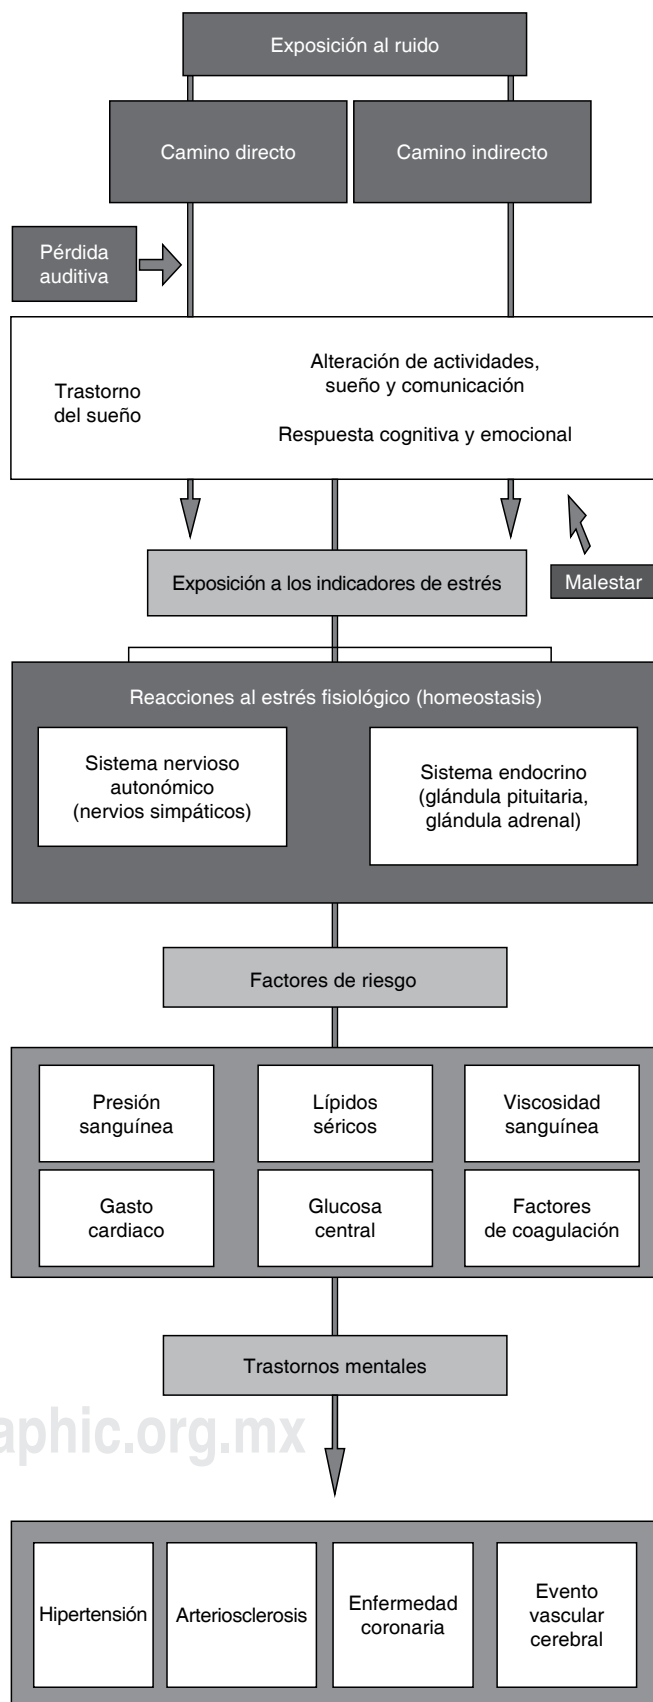 Exposición al ruido
Camino directo
Camino indirecto
Pérdida
auditiva
Trastorno
del sueño
Alteración de actividades,
sueño y comunicación
Respuesta cognitiva y emocional
Exposición a los indicadores de estrés
Malestar
Reacciones al estrés fisiológico (homeostasis)
Sistema nervioso
autonómico
(nervios simpáticos)
Sistema endocrino
(glándula pituitaria,
glándula adrenal)
Factores de riesgo
Presión
sanguínea
Lípidos
séricos
Viscosidad
sanguínea
Gasto
cardiaco
Glucosa
central
Factores
de coagulación
Trastornos mentales
aphic.org.mx
Hipertensión
Arteriosclerosis
Enfermedad
coronaria
Evento
vascular
cerebral